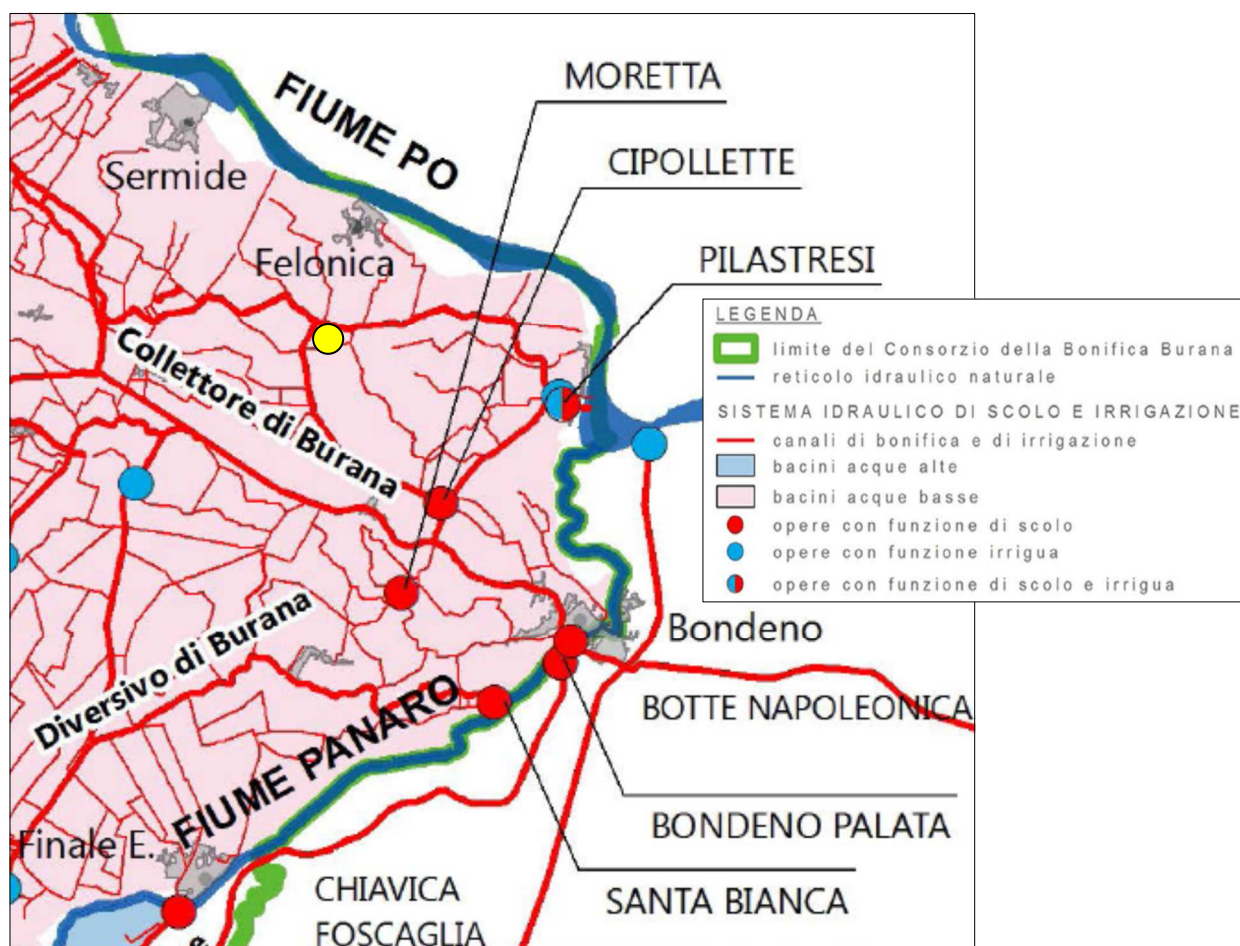 MORETTA
FIUME PO
CIPOLLETTE
Sermide
Felonica
PILASTRESI
LEGENDA
limite del Consorzio della Bonifica Burana
reticolo idraulico naturale
SISTEMA IDRAULICO DI SCOLO E IRRIGAZIONE
canali di bonifica e di irrigazione
bacini acque alte
bacini acque basse
opere con funzione di scolo
opere con funzione irrigua
opere con funzione di scolo e irrigua
Collettore di Burana
Diversivo di Burana
Bondeno
BOTTE NAPOLEONICA
FIUME PANARO
BONDENO PALATA
Finale E.
SANTA BIANCA
CHIAVICA
FOSCAGLIA